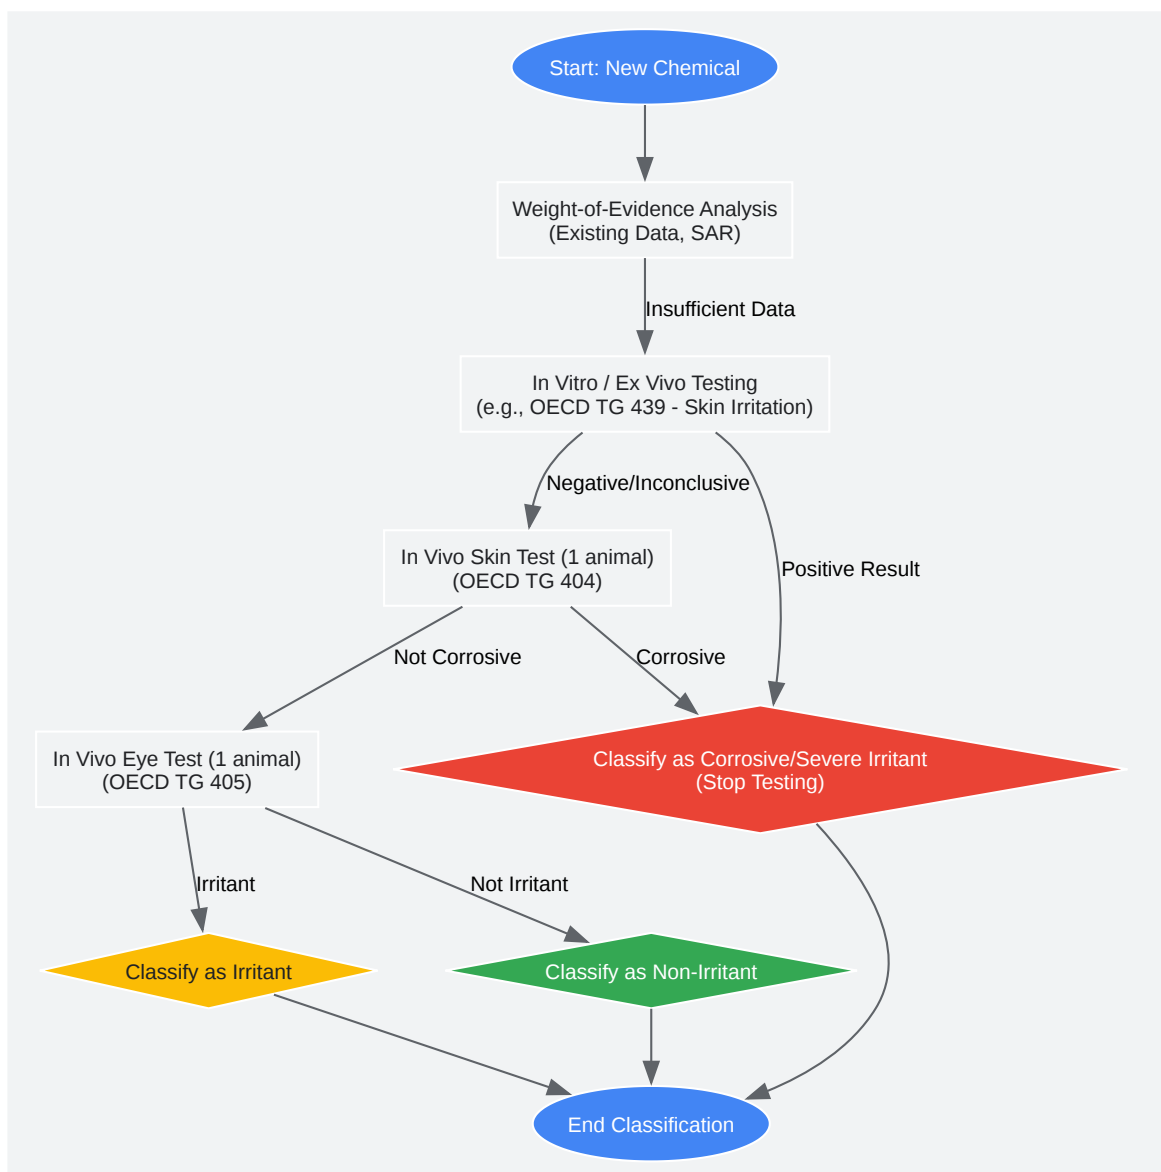 Start: New Chemical
Weight-of-Evidence Analysis
(Existing Data, SAR)
Insufficient Data
In Vitro / Ex Vivo Testing
(e.g., OECD TG 439 - Skin Irritation)
Negative/Inconclusive
In Vivo Skin Test (1 animal)
(OECD TG 404)
Positive Result
Not Corrosive
Corrosive
In Vivo Eye Test (1 animal)
(OECD TG 405)
Classify as Corrosive/Severe Irritant
(Stop Testing)
Irritant
Not Irritant
Classify as Irritant
Classify as Non-Irritant
End Classification